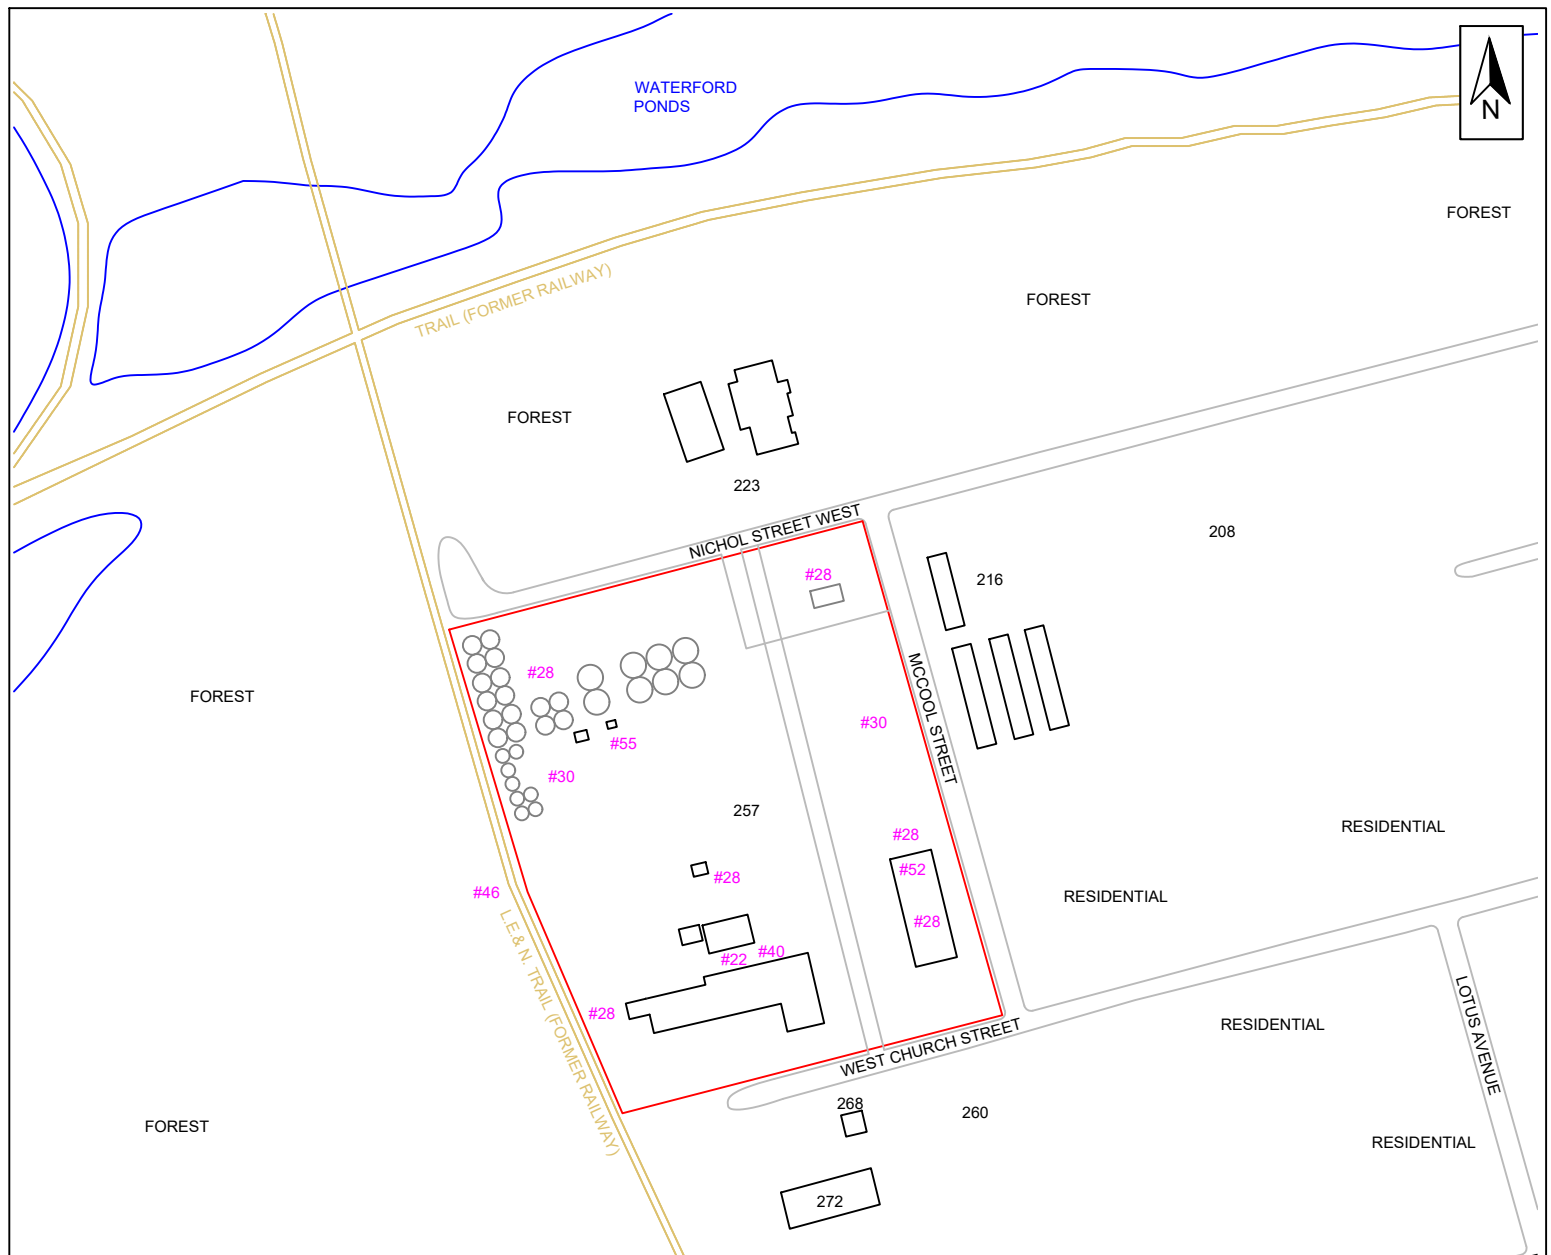 WATERFORD
PONDS
N
FOREST
TRAIL (FORMER RAILWAY)
FOREST
FOREST
223
NICHOL STREET WEST
208
#28
216
#28
MCCOOL STREET
FOREST
#30
#55
#30
257
RESIDENTIAL
#28
#52
#28
#46
RESIDENTIAL
#28
L.E.& N. TRAIL (FORMER RAILWAY)
#40
#22
#28
WEST CHURCH STREET
RESIDENTIAL
LOTUS AVENUE
268
260
FOREST
RESIDENTIAL
272